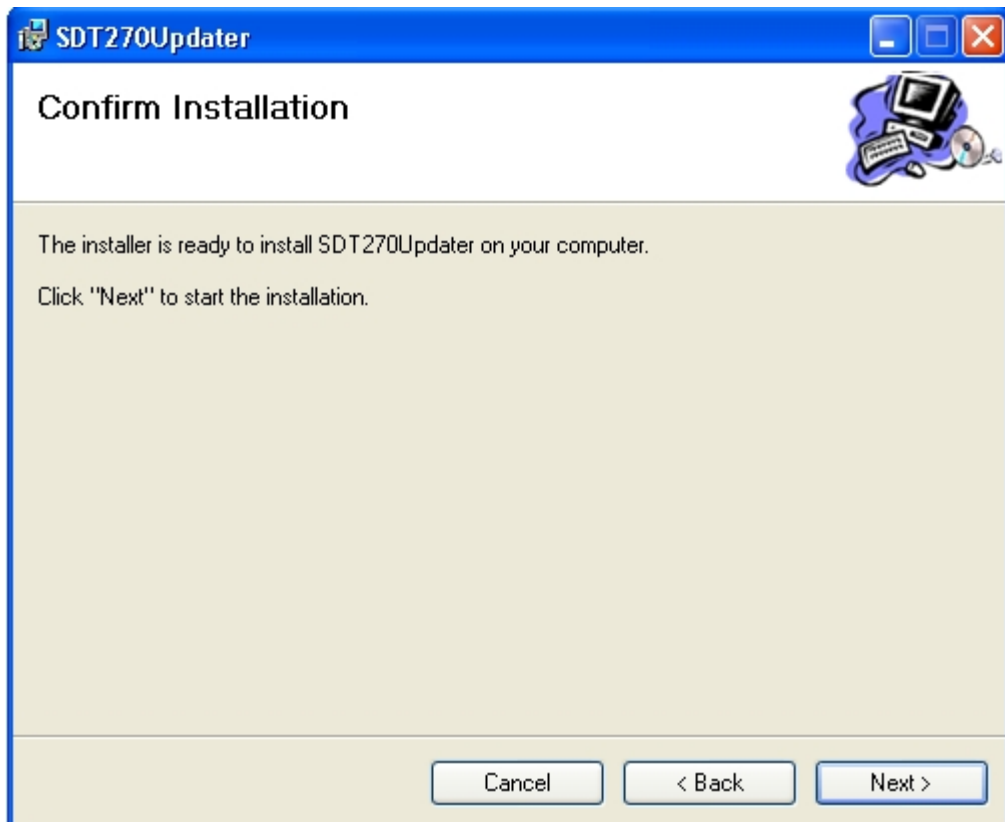 SDT270Updater
Confirm Installation
The installer is ready to install SDT270Updater on your computer.
Click "Next" to start the installation.
Cancel
< Back
Next >